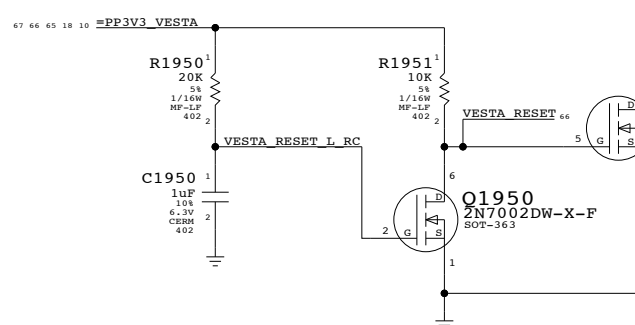 67 66 65 18 10 =PP3V3_VESTA
R1950 1
20K
5%
1/16W
MF-LF
402
2
R1951 1
10K
5%
1/16W
MF-LF
402
2
VESTA_RESET 66
D
5 G S
VESTA_RESET_L_RC
C1950 1
1uF
10%
6.3V
CERM
402
2
6
D
Q1950
2N7002DW-X-F
SOT-363
2 G S
1